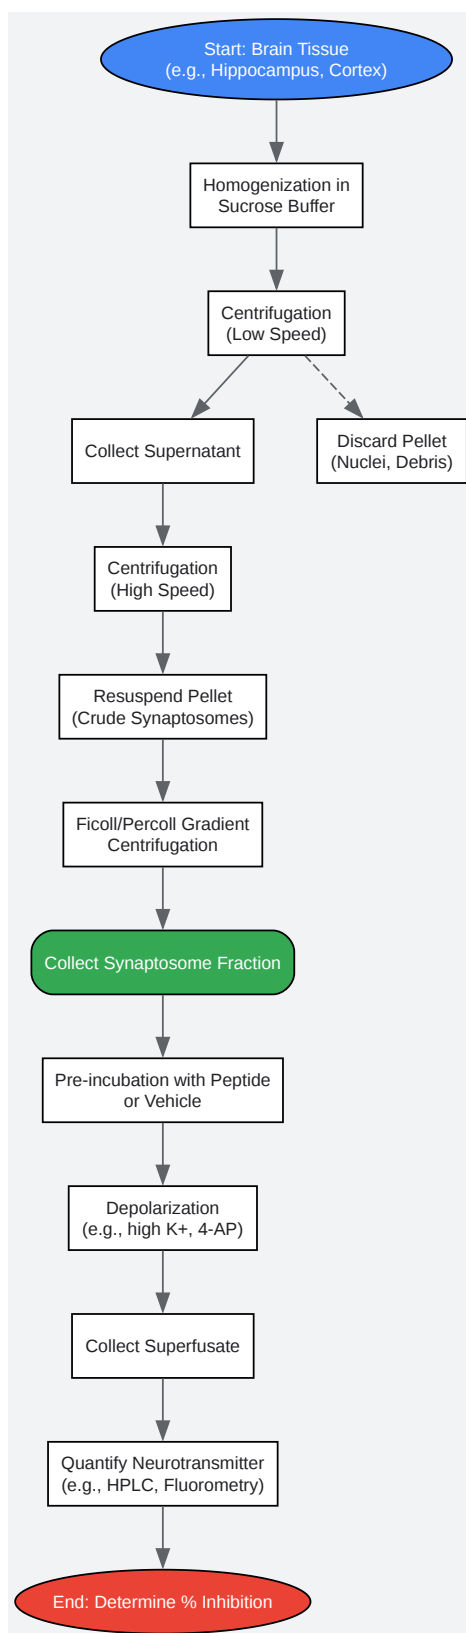 Start: Brain Tissue
(e.g., Hippocampus, Cortex)
Homogenization in
Sucrose Buffer
Centrifugation
(Low Speed)
Collect Supernatant
Discard Pellet
(Nuclei, Debris)
Centrifugation
(High Speed)
Resuspend Pellet
(Crude Synaptosomes)
Ficoll/Percoll Gradient
Centrifugation
Collect Synaptosome Fraction
Pre-incubation with Peptide
or Vehicle
Depolarization
(e.g., high K+, 4-AP)
Collect Superfusate
Quantify Neurotransmitter
(e.g., HPLC, Fluorometry)
End: Determine % Inhibition